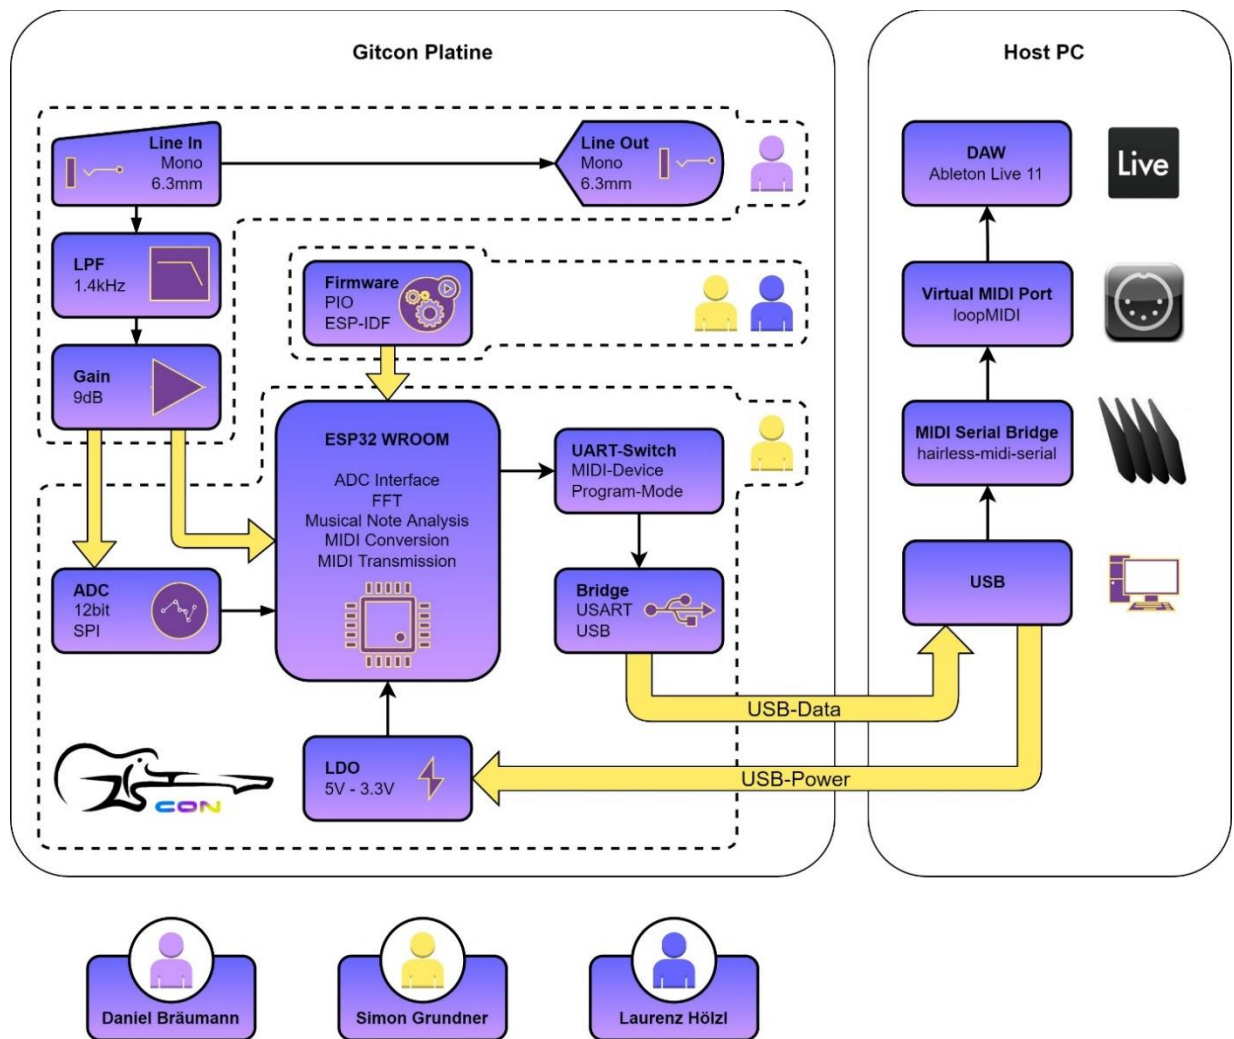 Gitcon Platine
Host PC
Line In
Mono
6.3mm
Line Out
Mono
6.3mm
LPF
1.4kHz
Gain
9dB
Firmware
PIO
ESP-IDF
ESP32 WROOM
ADC Interface
FFT
Musical Note Analysis
MIDI Conversion
MIDI Transmission
UART-Switch
MIDI-Device
Program-Mode
ADC
12bit
SPI
Bridge
USART
USB
LDO
5V - 3.3V
CON
USB-Data
USB-Power
DAW
Ableton Live 11
Live
Virtual MIDI Port
loopMIDI
MIDI Serial Bridge
hairless-midi-serial
USB
Daniel Bräumann
Simon Grundner
Laurenz Hölzl